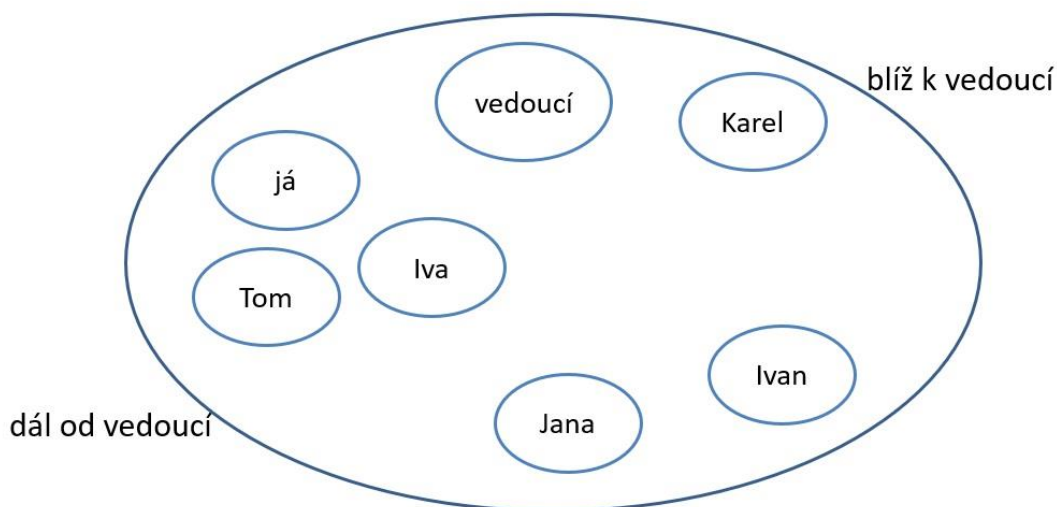 blíž k vedoucí
vedoucí
Karel
já
Iva
Tom
Ivan
Jana
dál od vedoucí